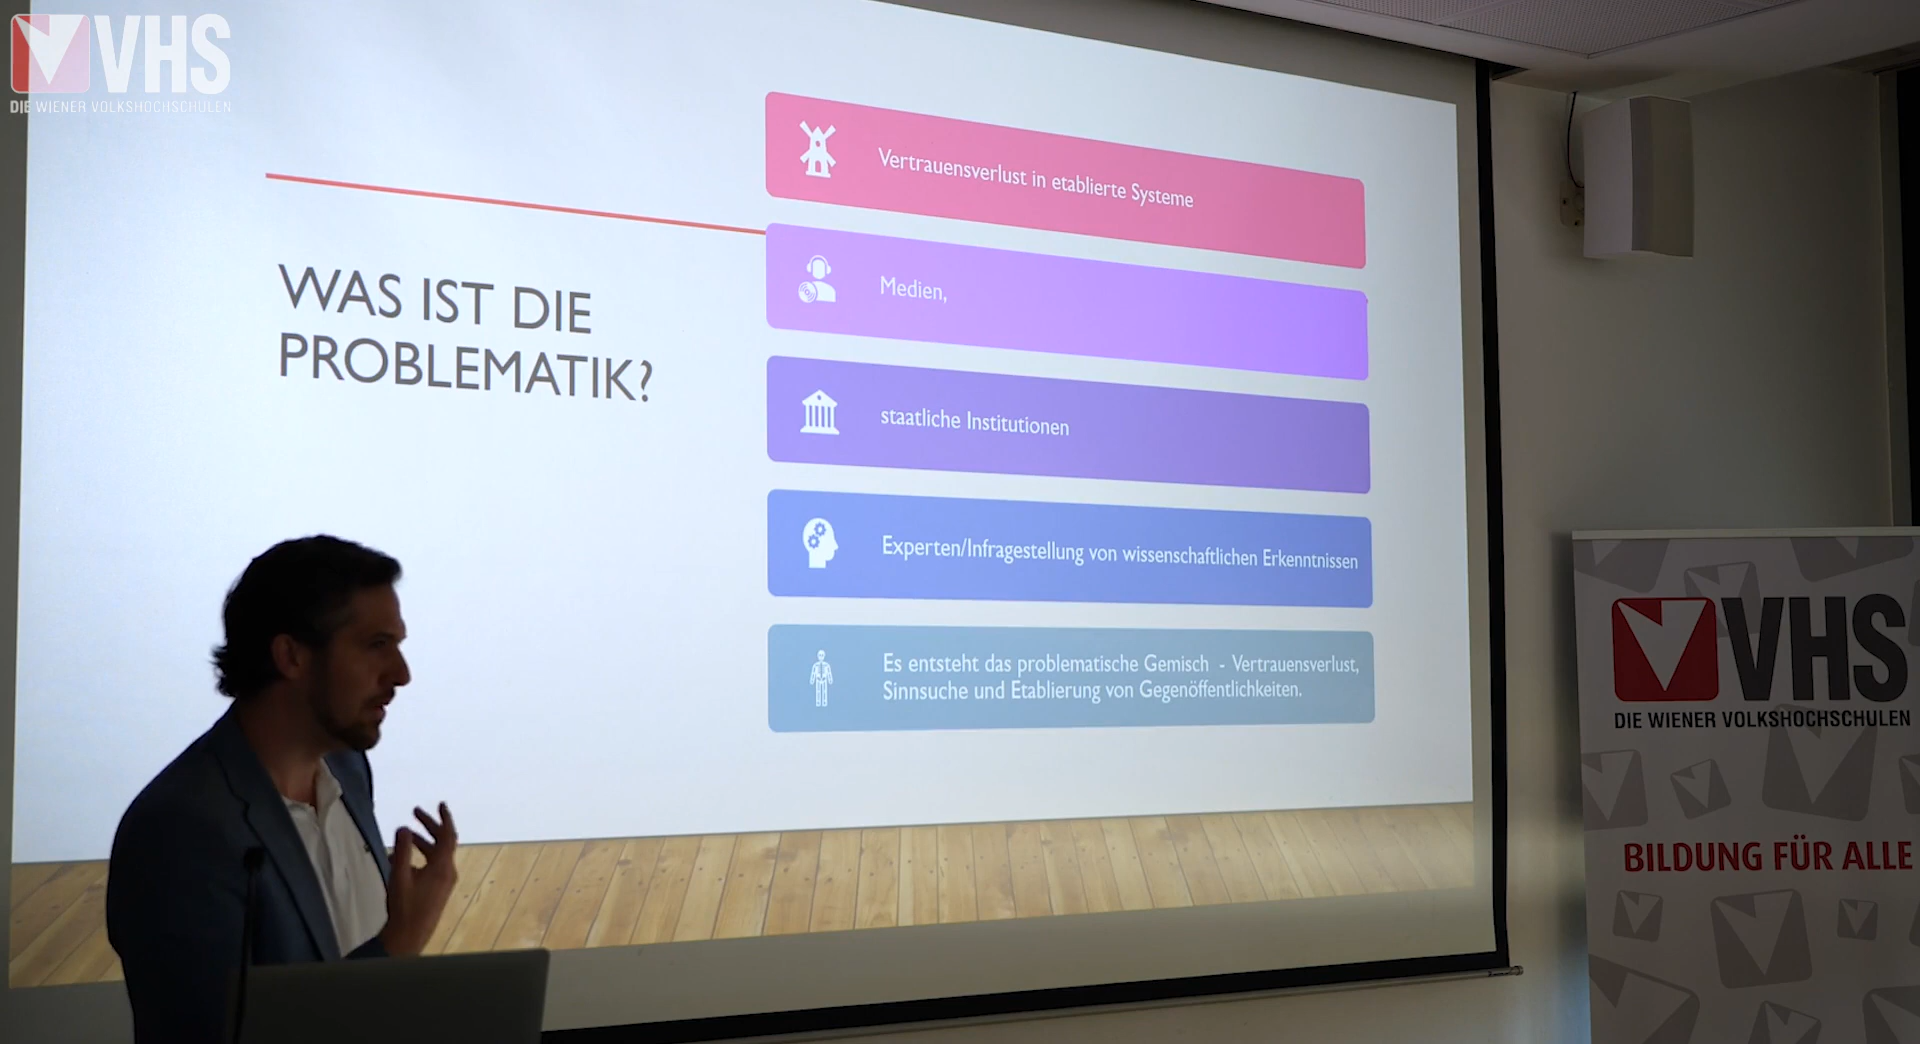 VHS
DIE WIENER VOLKSHOCHSCHULEN
WAS IST DIE
PROBLEMATIK?
Vertrauensverlust in etablierte Systeme
Medien,
staatliche Institutionen
Experten/Infragestellung von wissenschaftlichen Erkenntnissen
Es entsteht das problematische Gemisch - Vertrauensverlust,
Sinnsuche und Etablierung von Gegenöffentlichkeiten.
VHS
DIE WIENER VOLKSHOCHSCHULEN
BILDUNG FÜR ALLE